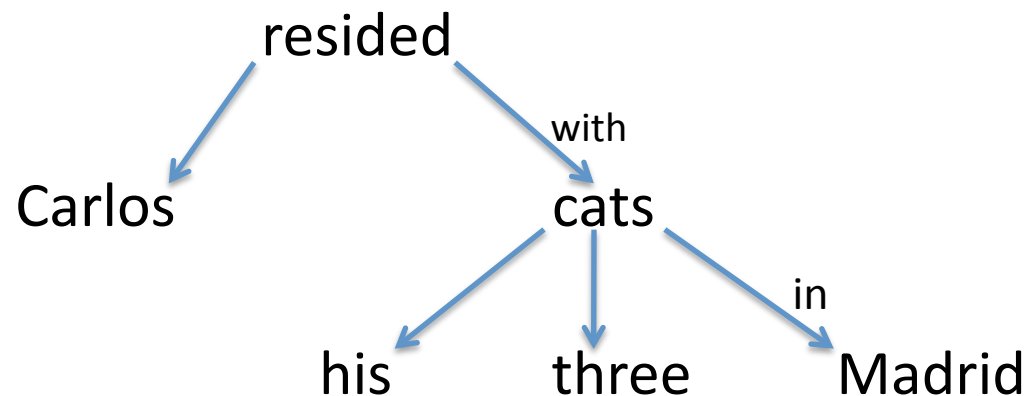 resided
with
Carlos
cats
in
his
three
Madrid